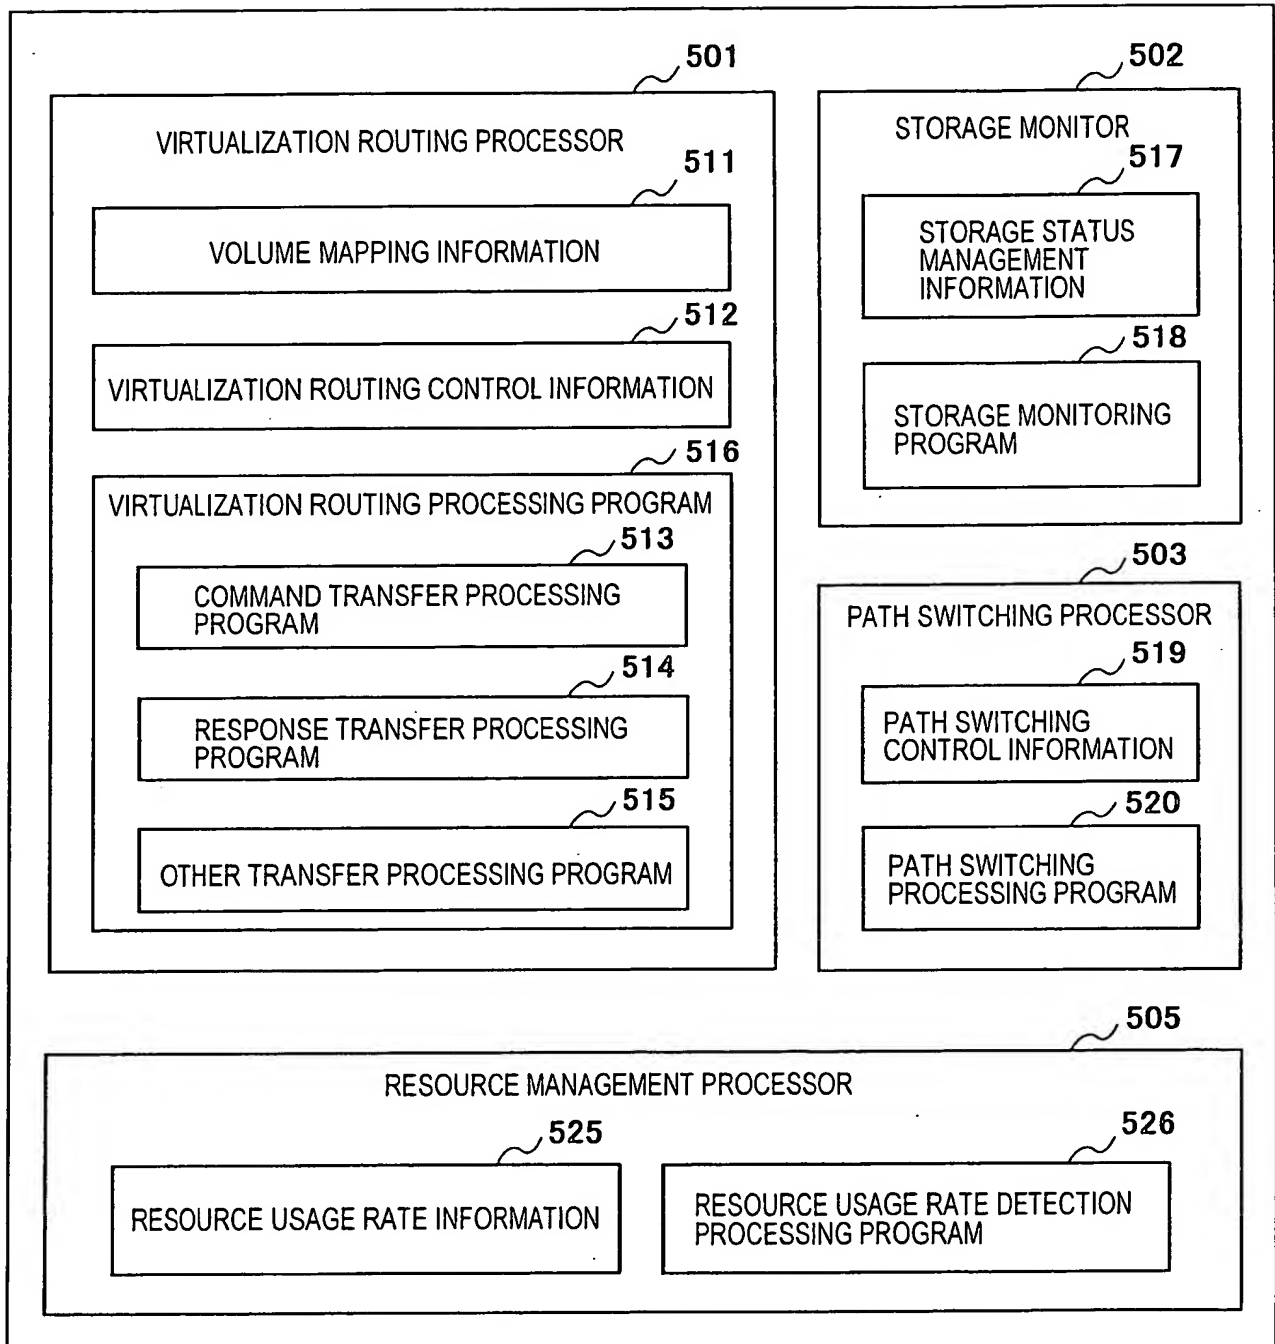 501
VIRTUALIZATION ROUTING PROCESSOR
511
VOLUME MAPPING INFORMATION
512
VIRTUALIZATION ROUTING CONTROL INFORMATION
516
VIRTUALIZATION ROUTING PROCESSING PROGRAM
513
COMMAND TRANSFER PROCESSING
PROGRAM
514
RESPONSE TRANSFER PROCESSING
PROGRAM
515
OTHER TRANSFER PROCESSING PROGRAM
502
STORAGE MONITOR
517
STORAGE STATUS
MANAGEMENT
INFORMATION
518
STORAGE MONITORING
PROGRAM
503
PATH SWITCHING PROCESSOR
519
PATH SWITCHING
CONTROL INFORMATION
520
PATH SWITCHING
PROCESSING PROGRAM
505
RESOURCE MANAGEMENT PROCESSOR
525
RESOURCE USAGE RATE INFORMATION
526
RESOURCE USAGE RATE DETECTION
PROCESSING PROGRAM